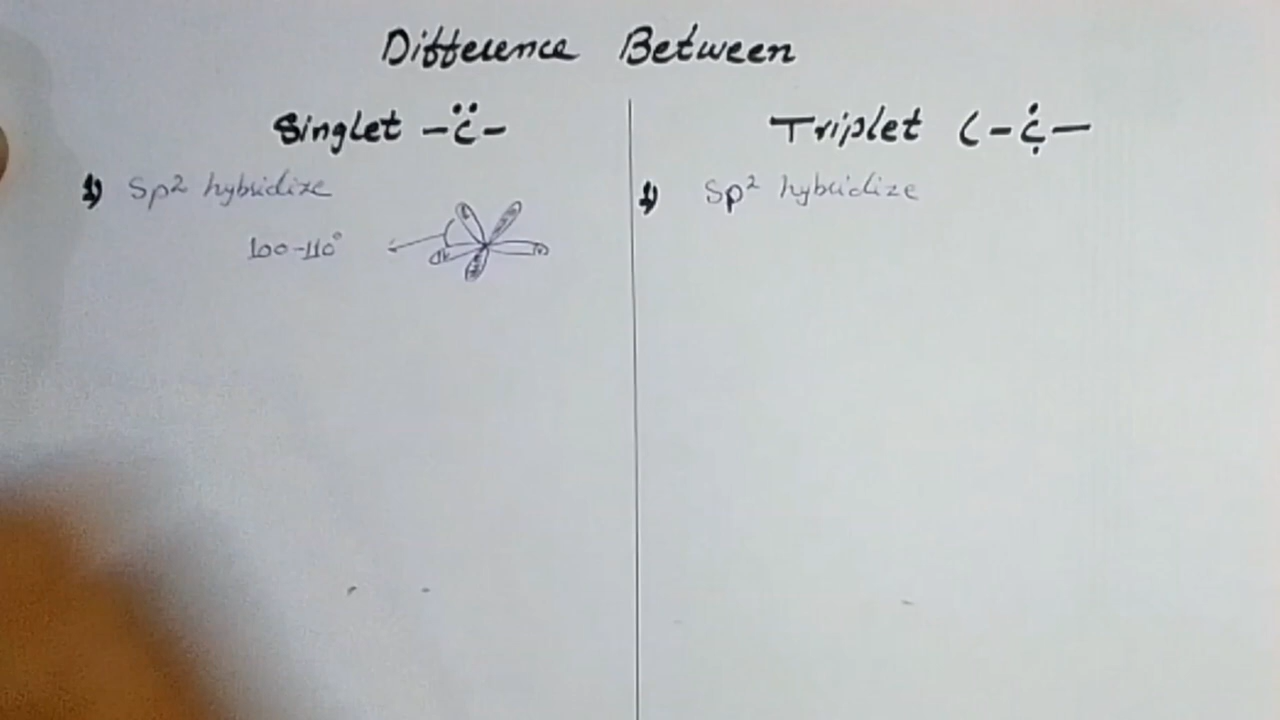 Difference Between
Singlet -C̈-
Triplet (-Ċ̣-
1) Sp² hybridize
100-110°
1) Sp² hybridize